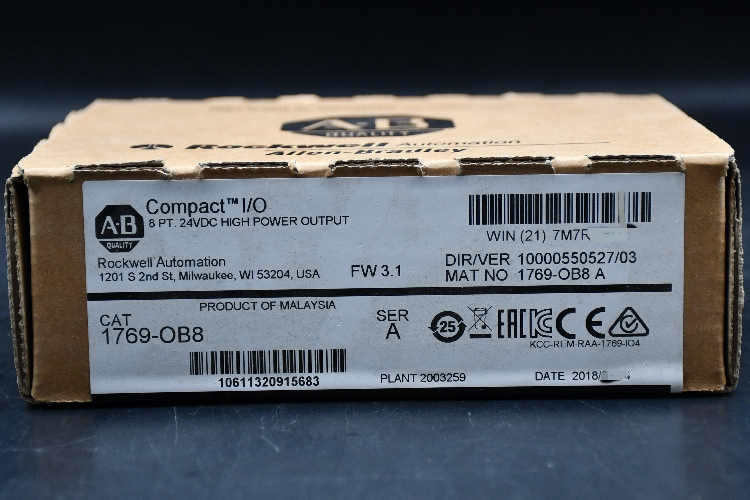 A-B
QUALITY
Rockwell Automation
Allen-Bradley
A-B
QUALITY
Compact™ I/O
8 PT. 24VDC HIGH POWER OUTPUT
Rockwell Automation
1201 S 2nd St, Milwaukee, WI 53204, USA
FW 3.1
WIN (21) 7M7R
DIR/VER 10000550527/03
MAT NO 1769-OB8 A
PRODUCT OF MALAYSIA
CAT
1769-OB8
SER
A
25
EAC
KC
CE
KCC-REM-RAA-1769-IO4
10611320915683
PLANT 2003259
DATE 2018/